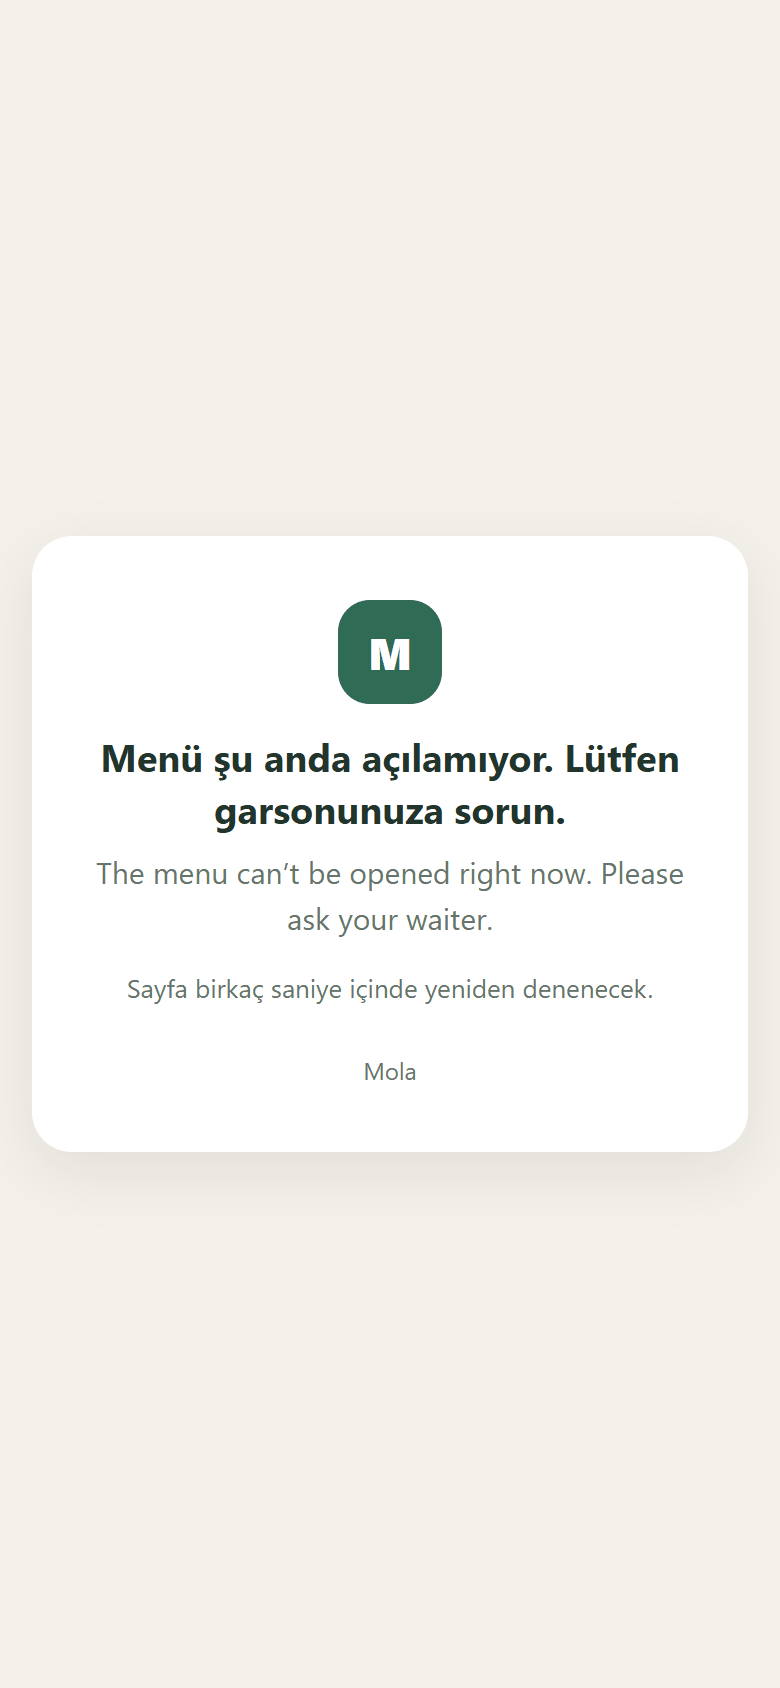 M
Menü şu anda açılamıyor. Lütfen
garsonunuza sorun.
The menu can’t be opened right now. Please
ask your waiter.
Sayfa birkaç saniye içinde yeniden denenecek.
Mola